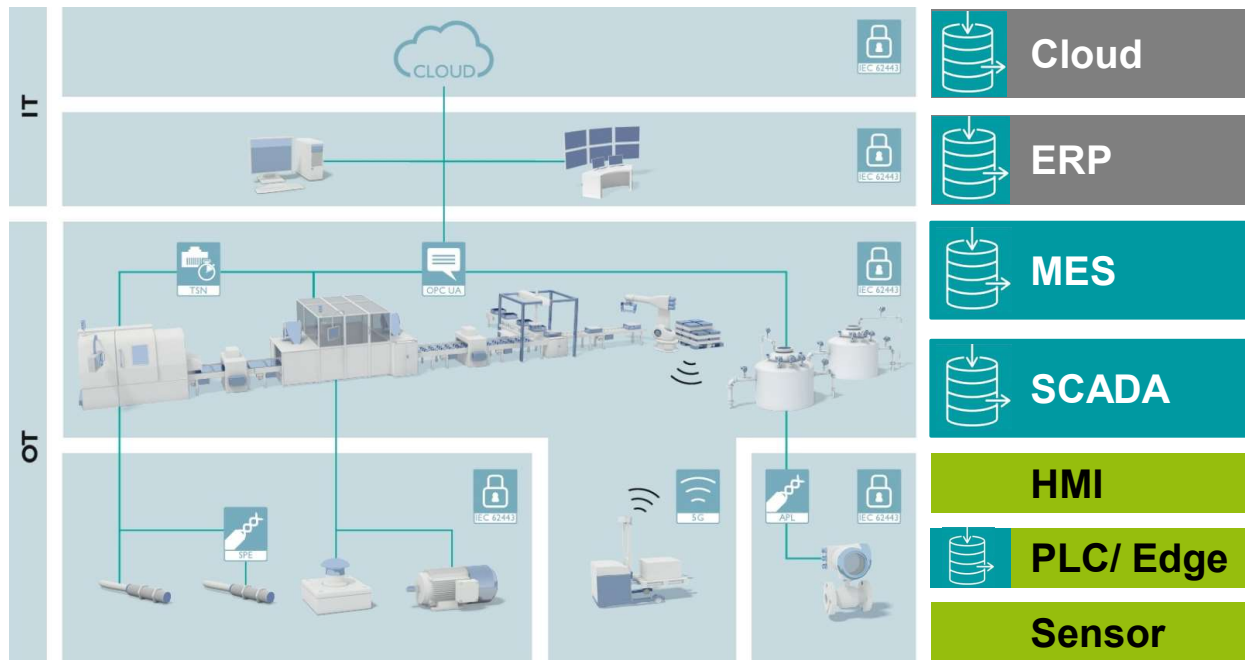 IT
CLOUD
IEC 62443
Cloud
IEC 62443
ERP
OT
TSN
OPC UA
IEC 62443
MES
SCADA
SPE
IEC 62443
5G
APL
IEC 62443
HMI
PLC/ Edge
Sensor